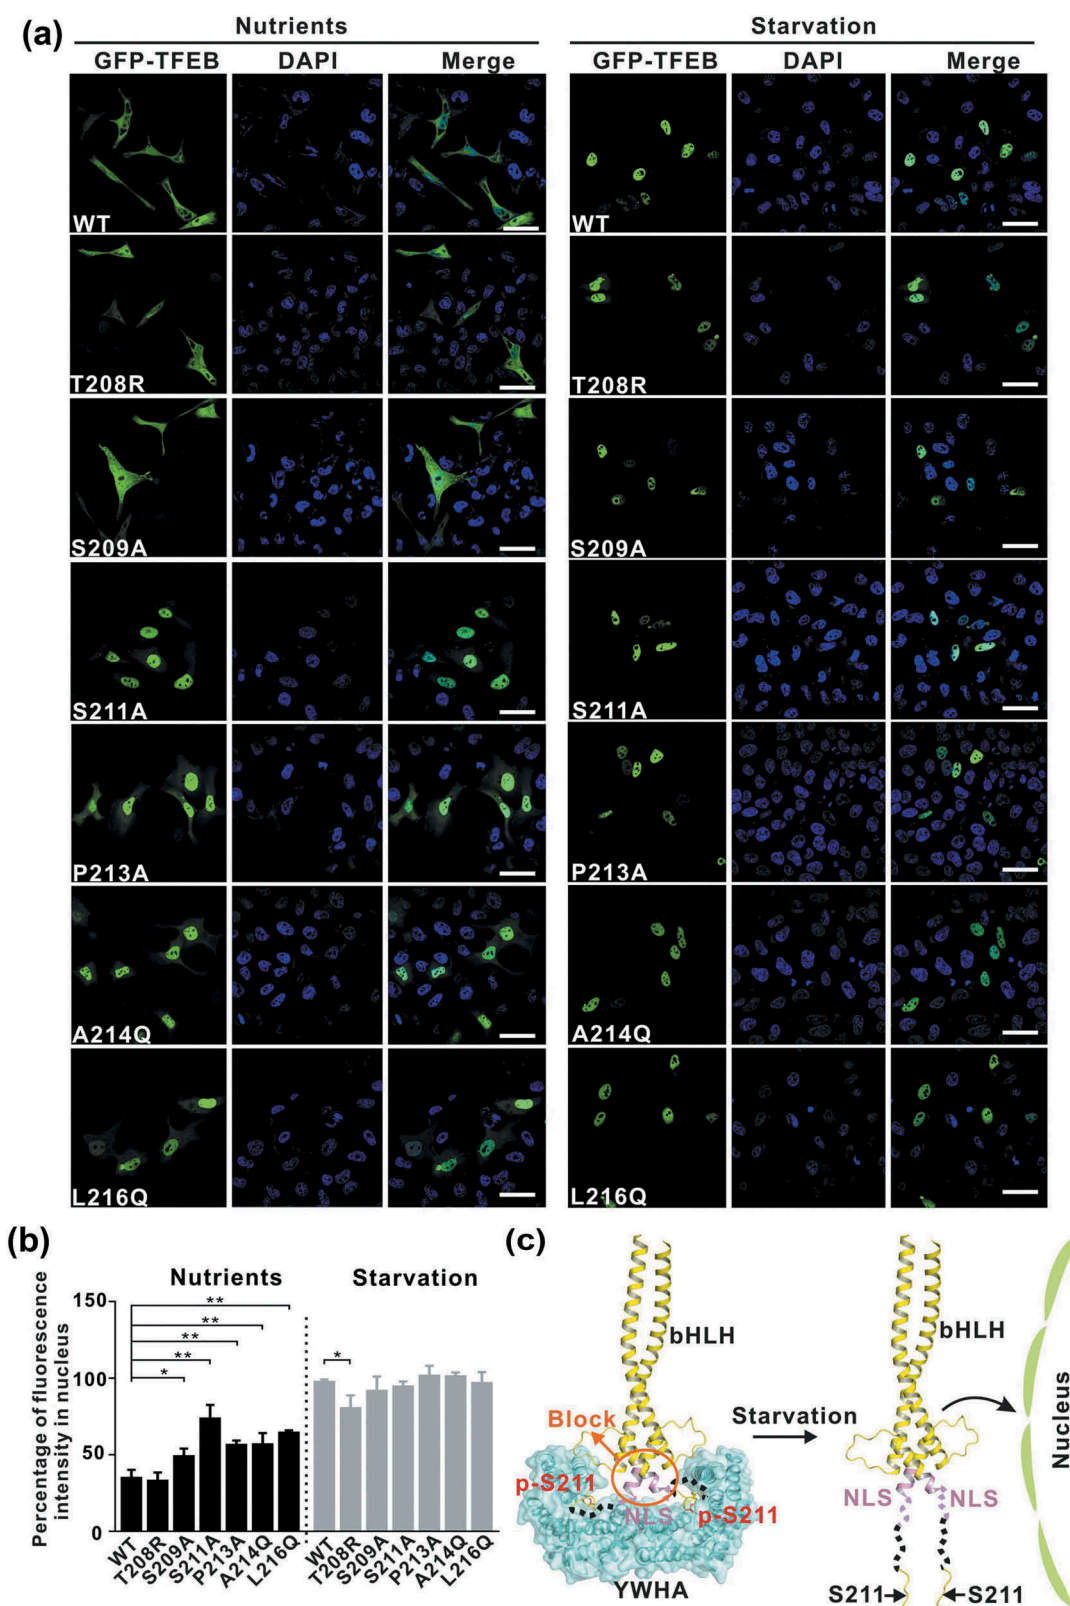 (a)
Nutrients
Starvation
GFP-TFEB DAPI Merge
GFP-TFEB DAPI Merge
WT
WT
T208R
T208R
S209A
S209A
S211A
S211A
P213A
P213A
A214Q
A214Q
L216Q
L216Q
(b)
Nutrients
Starvation
Percentage of fluorescence
intensity in nucleus
150
100
50
0
**
**
**
**
*
*
WT
T208R
S209A
S211A
P213A
A214Q
L216Q
WT
T208R
S209A
S211A
P213A
A214Q
L216Q
(c)
bHLH
bHLH
Block
Starvation
p-S211
p-S211
NLS
NLS
NLS
YWHA
S211
S211
Nucleus